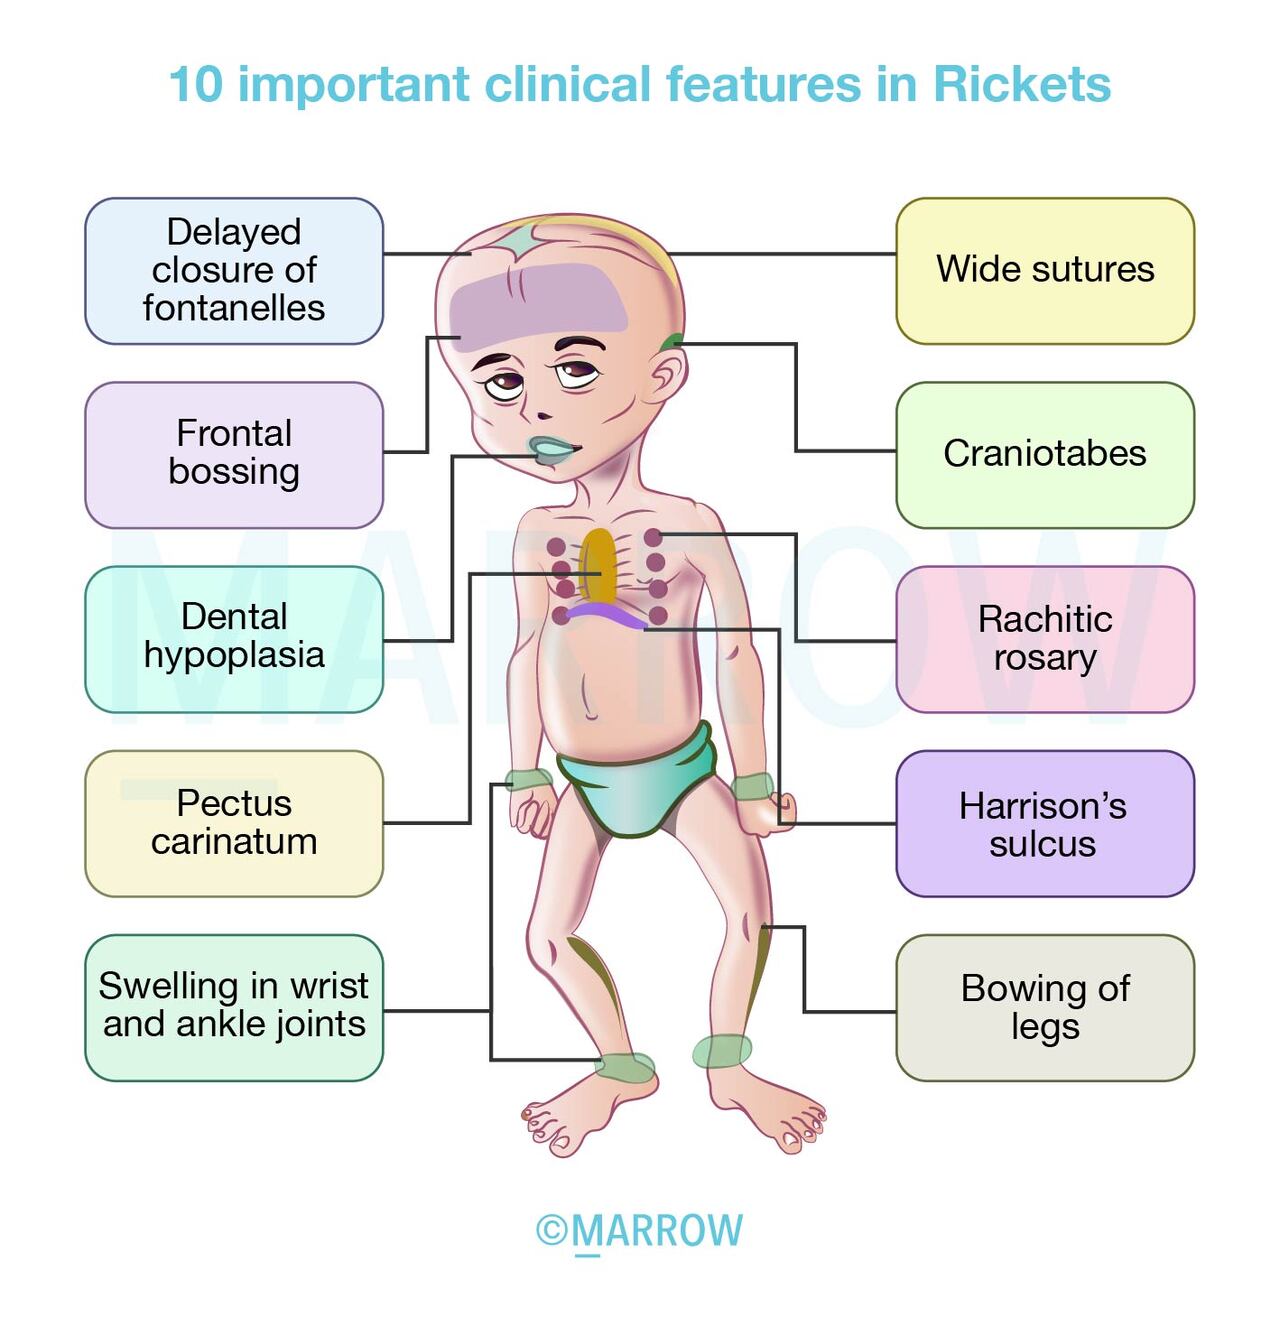 10 important clinical features in Rickets
Delayed
closure of
fontanelles
Frontal
bossing
Dental
hypoplasia
Pectus
carinatum
Swelling in wrist
and ankle joints
Wide sutures
Craniotabes
Rachitic
rosary
Harrison’s
sulcus
Bowing of
legs
MARROW
©MARROW